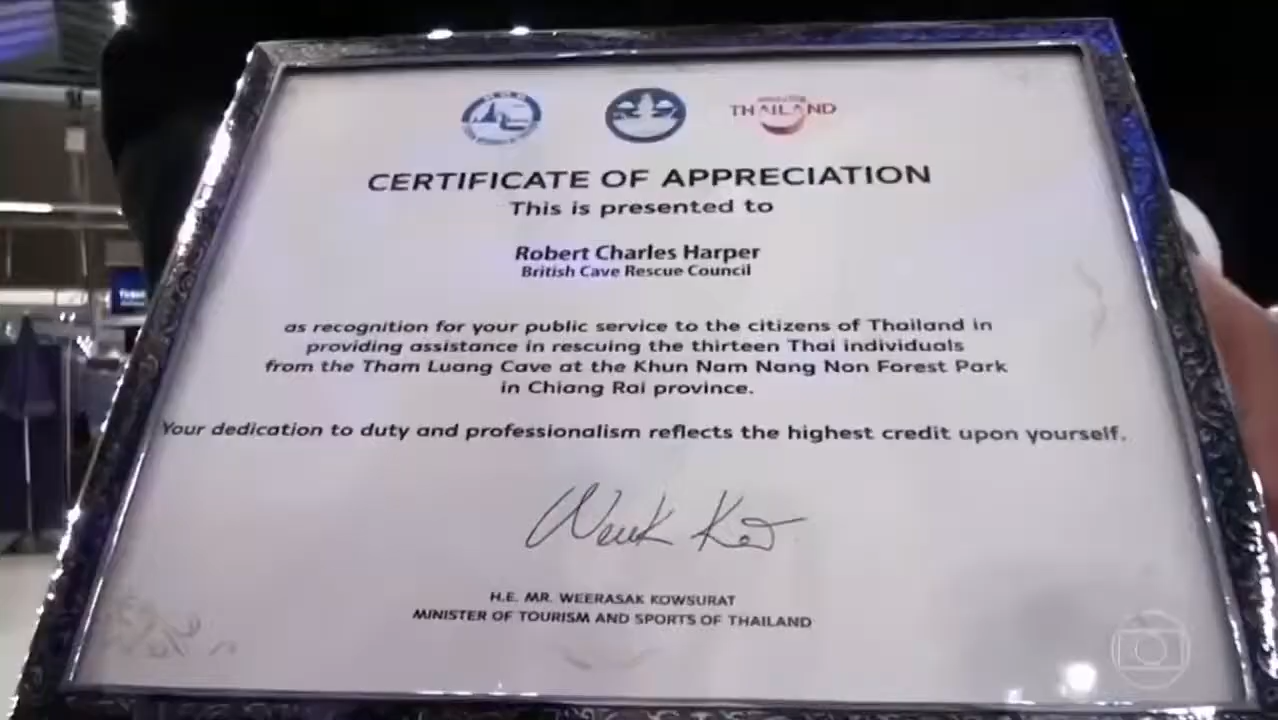 THAILAND
CERTIFICATE OF APPRECIATION
This is presented to
Robert Charles Harper
British Cave Rescue Council
as recognition for your public service to the citizens of Thailand in
providing assistance in rescuing the thirteen Thai individuals
from the Tham Luang Cave at the Khun Nam Nang Non Forest Park
in Chiang Rai province.
Your dedication to duty and professionalism reflects the highest credit upon yourself.
H.E. MR. WEERASAK KOWSURAT
MINISTER OF TOURISM AND SPORTS OF THAILAND